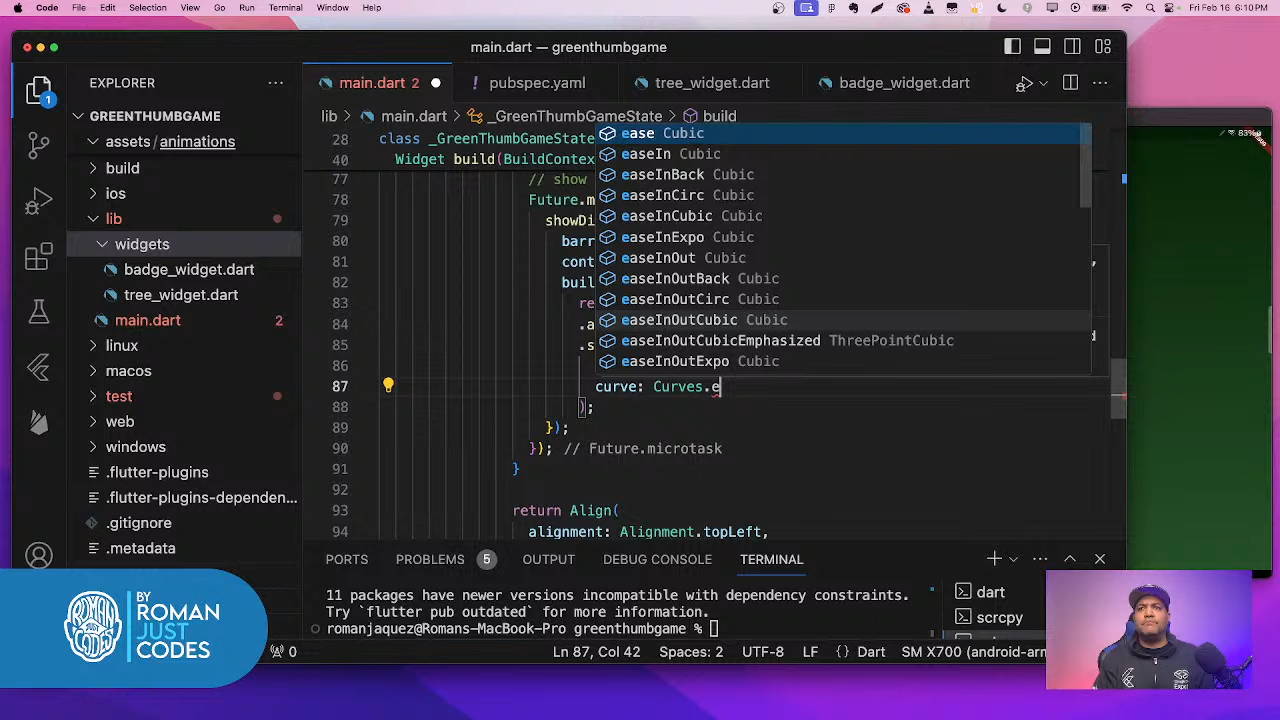 Code File Edit Selection View Go Run Terminal Window Help Fri Feb 16 6:10 PM
main.dart — greenthumbgame
EXPLORER
main.dart 2
pubspec.yaml
tree_widget.dart
badge_widget.dart
1
GREENTHUMBGAME
lib > main.dart > _GreenThumbGameState > build
assets / animations
build
ios
lib
widgets
badge_widget.dart
tree_widget.dart
main.dart 2
linux
macos
test
web
windows
.flutter-plugins
.flutter-plugins-dependen...
.gitignore
.metadata
28 class _GreenThumbGameState
40 Widget build(BuildContex
77 // show
78 Future.m
79 showDi
80 barr
81 cont
82 buil
83 re
84 .a
85 .s
86
87 curve: Curves.e
88 );
89 });
90 }); // Future.microtask
91 }
92
93 return Align(
94 alignment: Alignment.topLeft,
ease Cubic
easeIn Cubic
easeInBack Cubic
easeInCirc Cubic
easeInCubic Cubic
easeInExpo Cubic
easeInOut Cubic
easeInOutBack Cubic
easeInOutCirc Cubic
easeInOutCubic Cubic
easeInOutCubicEmphasized ThreePointCubic
easeInOutExpo Cubic
83%
PORTS PROBLEMS 5 OUTPUT DEBUG CONSOLE TERMINAL
11 packages have newer versions incompatible with dependency constraints.
Try `flutter pub outdated` for more information.
romanjaquez@Romans-MacBook-Pro greenthumbgame %
dart
scrcpy
0
Ln 87, Col 42 Spaces: 2 UTF-8 LF {} Dart SM X700 (android-arm
ROMAN
JUST
CODES
BY
ROMAN
JUST
CODES